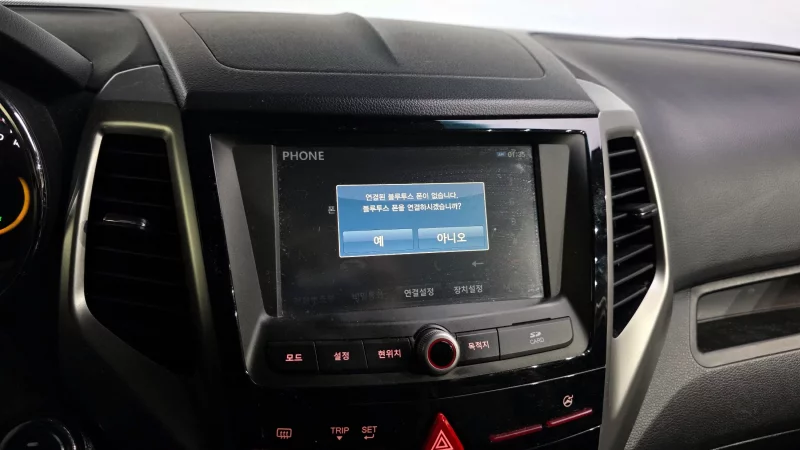 PHONE
01:35
연결된 블루투스 폰이 없습니다.
블루투스 폰을 연결하시겠습니까?
폰
예
아니오
연결설정
장치설정
모드
설정
현위치
목적지
SD
CARD
TRIP
SET
A